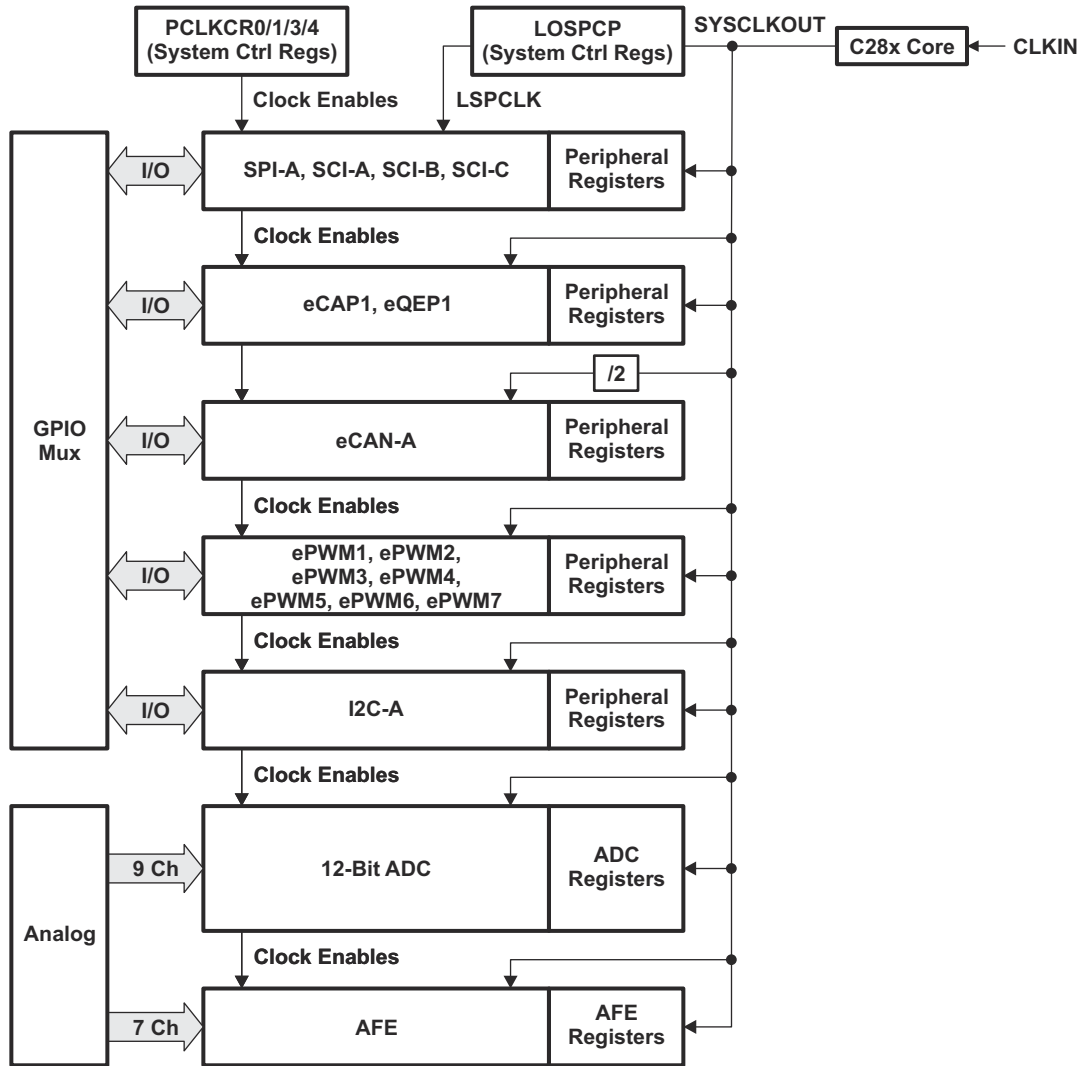 PCLKCR0/1/3/4
(System Ctrl Regs)
LOSPCP
(System Ctrl Regs)
SYSCLKOUT
C28x Core
CLKIN
Clock Enables
LSPCLK
I/O
SPI-A, SCI-A, SCI-B, SCI-C
Peripheral
Registers
Clock Enables
I/O
eCAP1, eQEP1
Peripheral
Registers
/2
GPIO
Mux
I/O
eCAN-A
Peripheral
Registers
Clock Enables
I/O
ePWM1, ePWM2,
ePWM3, ePWM4,
ePWM5, ePWM6, ePWM7
Peripheral
Registers
Clock Enables
I/O
I2C-A
Peripheral
Registers
Clock Enables
9 Ch
12-Bit ADC
ADC
Registers
Analog
Clock Enables
7 Ch
AFE
AFE
Registers